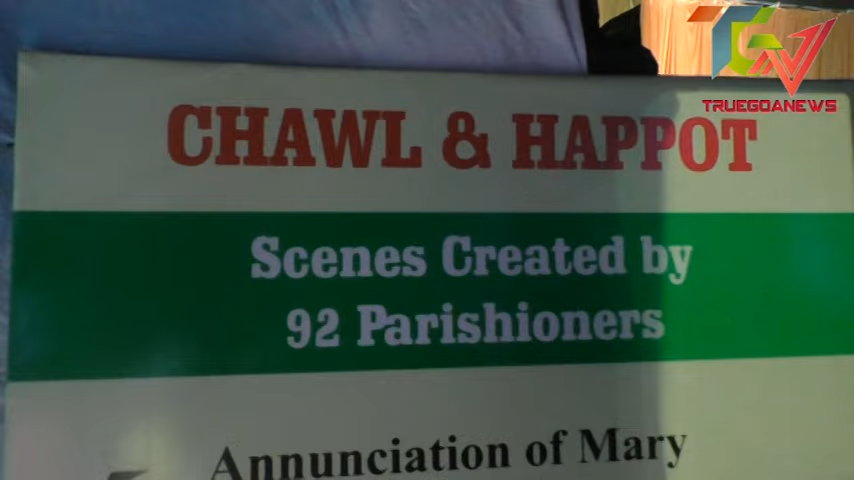 TRUEGOANEWS
CHAWL & HAPPOT
Scenes Created by
92 Parishioners
Annunciation of Mary